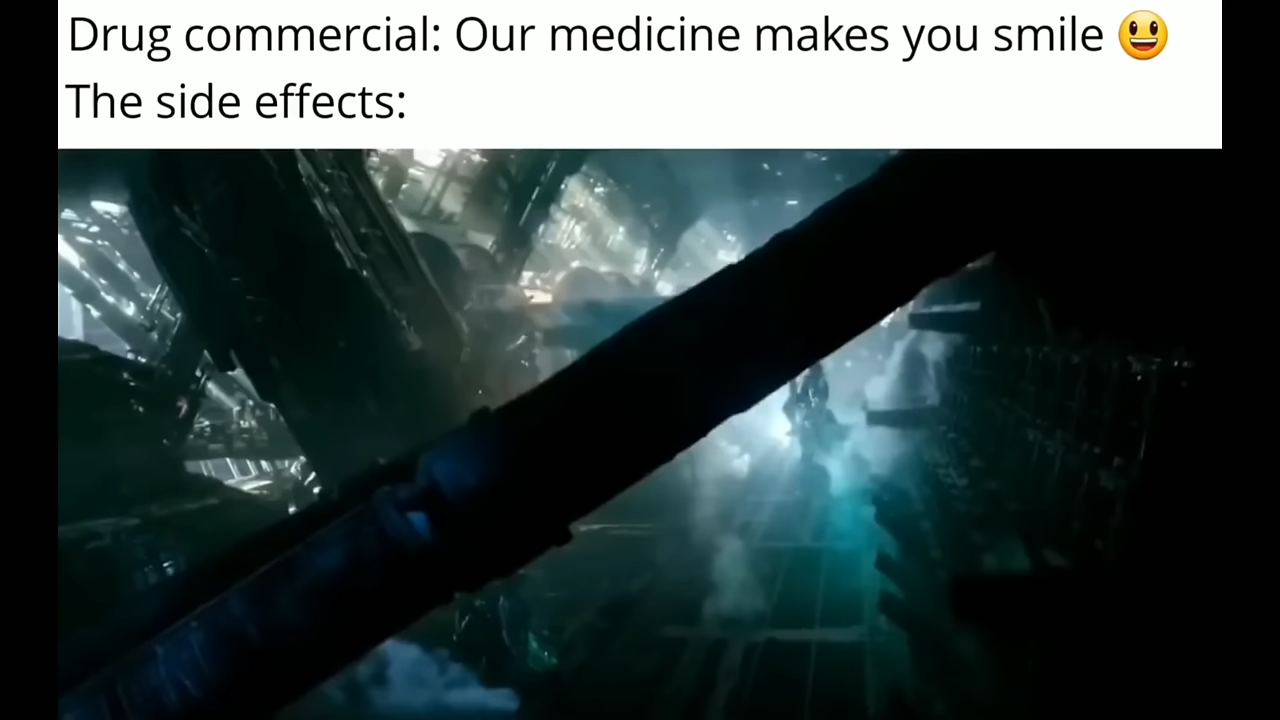 Drug commercial: Our medicine makes you smile 😃
The side effects: